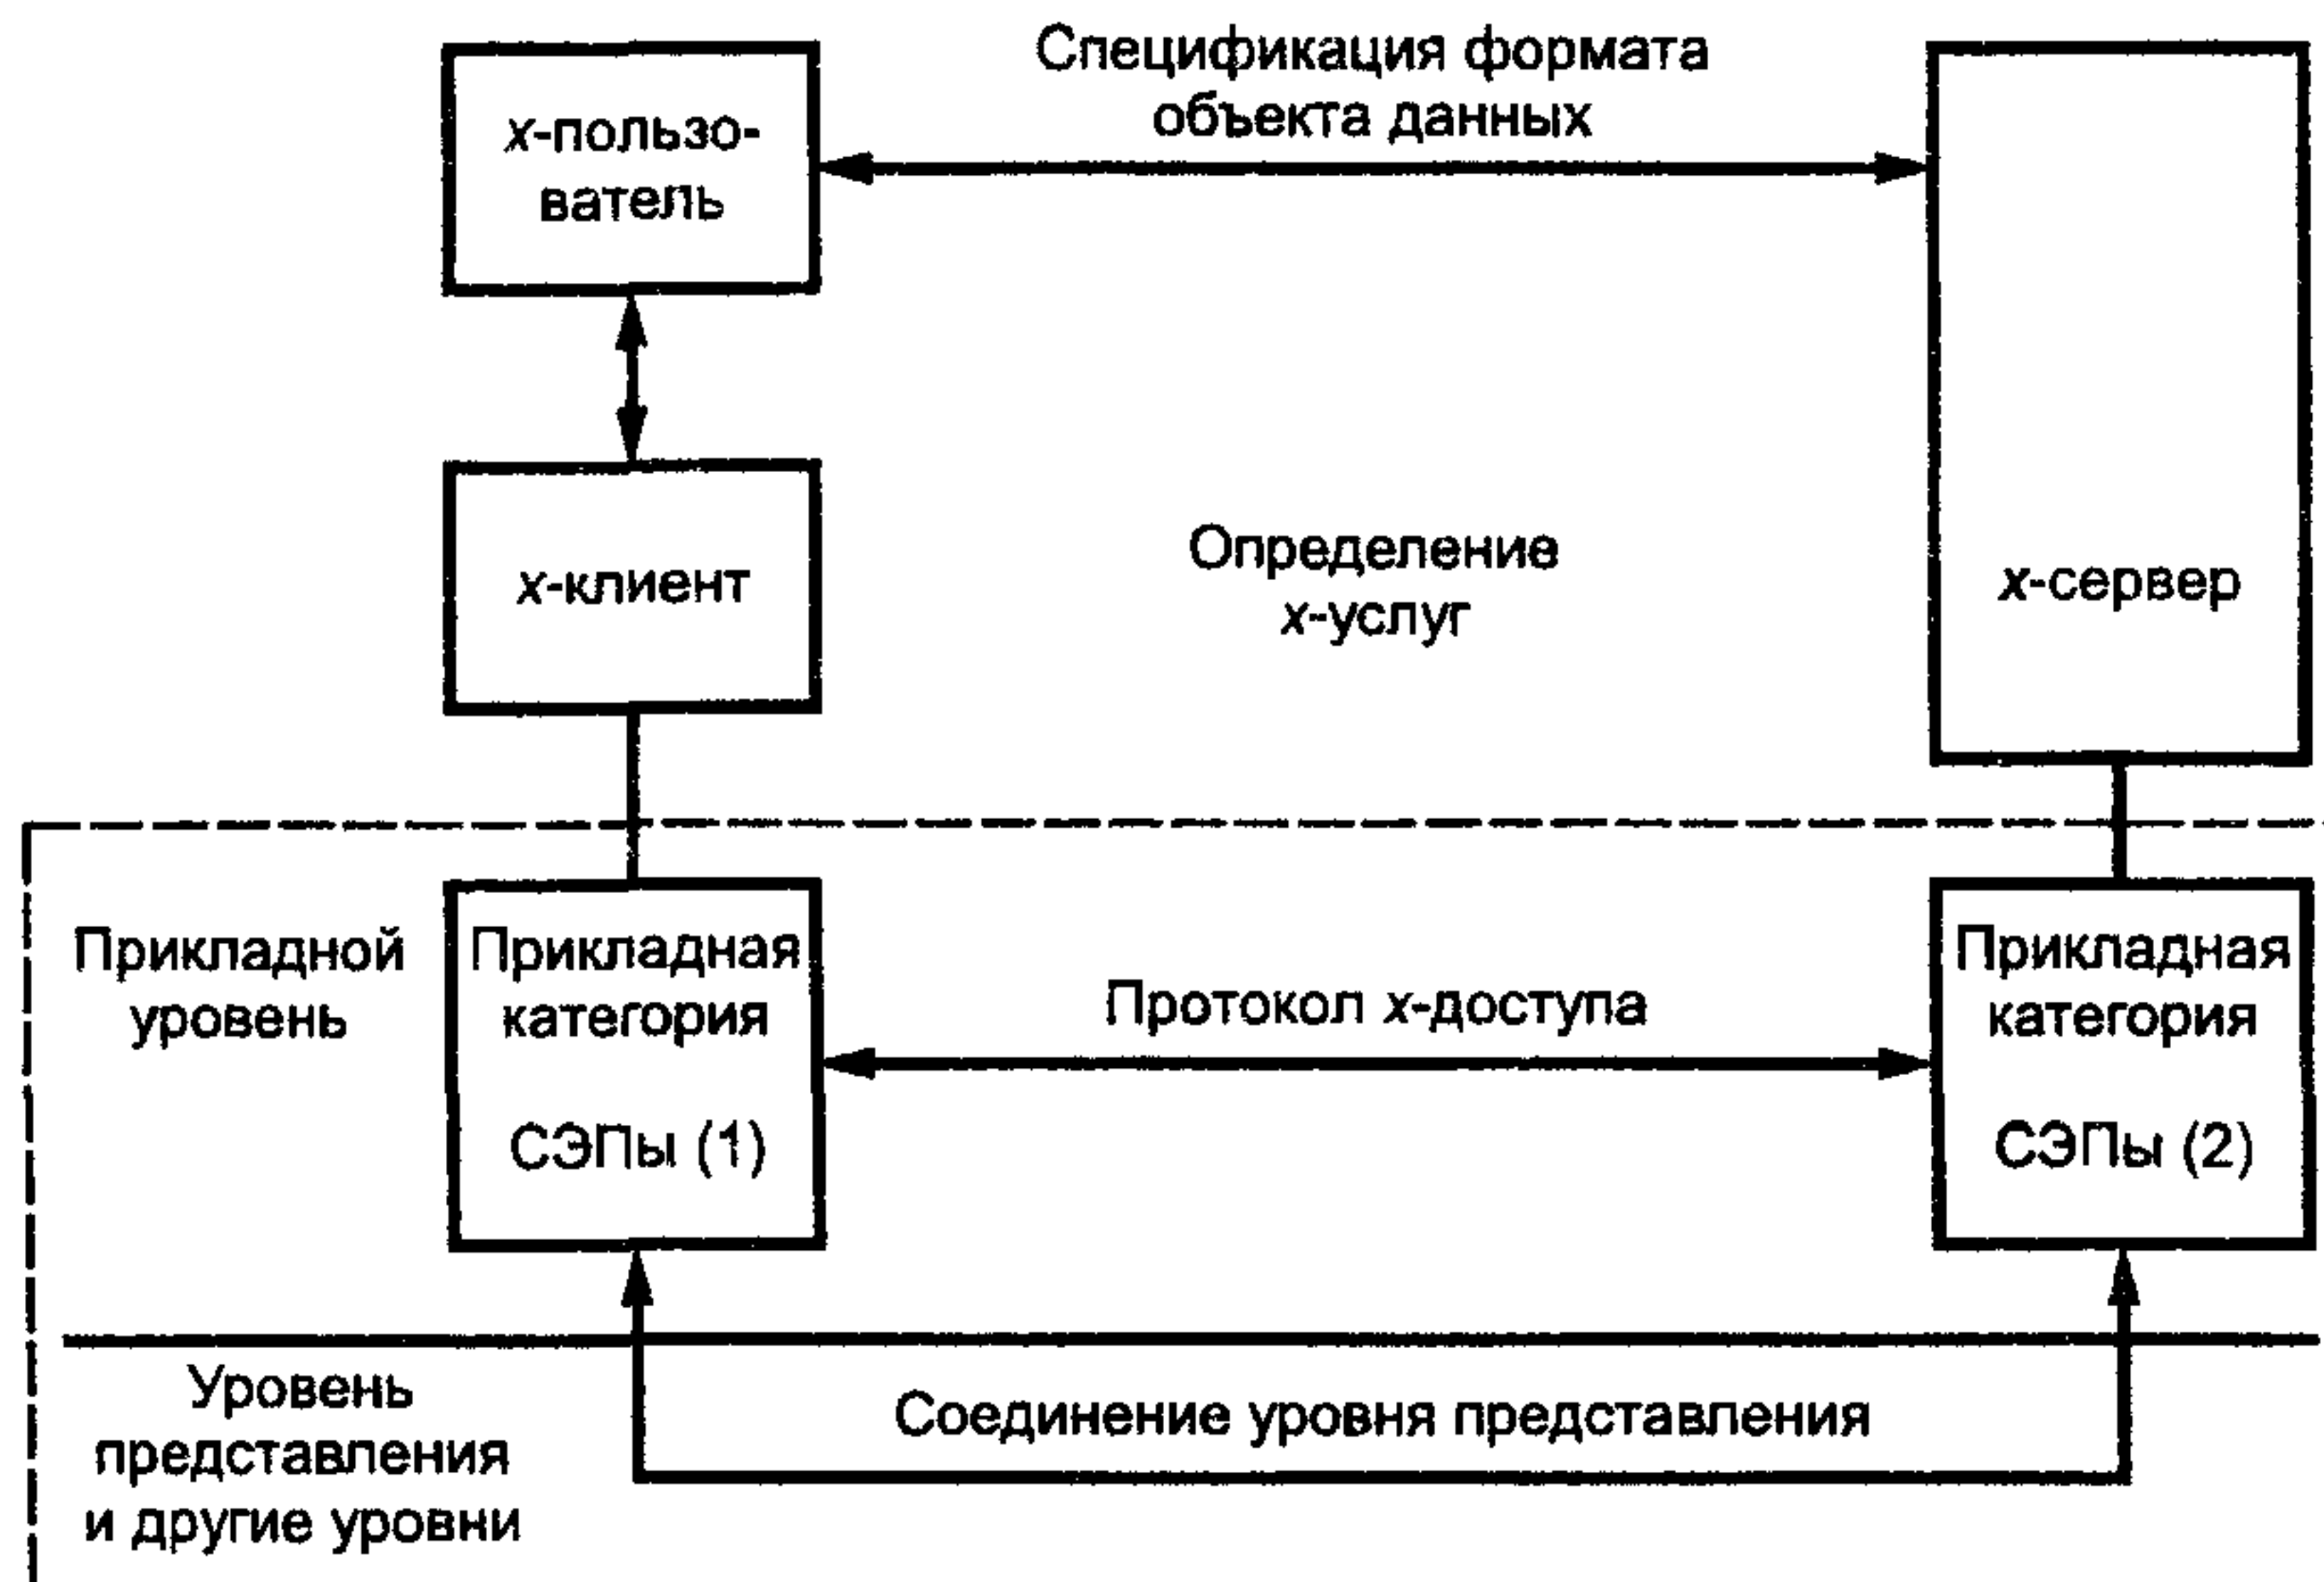 Спецификация формата
объекта данных
x-пользо-
ватель
x-клиент
Определение
x-услуг
x-сервер
Прикладной
уровень
Прикладная
категория
СЭПы (1)
Протокол x-доступа
Прикладная
категория
СЭПы (2)
Уровень
представления
и другие уровни
Соединение уровня представления